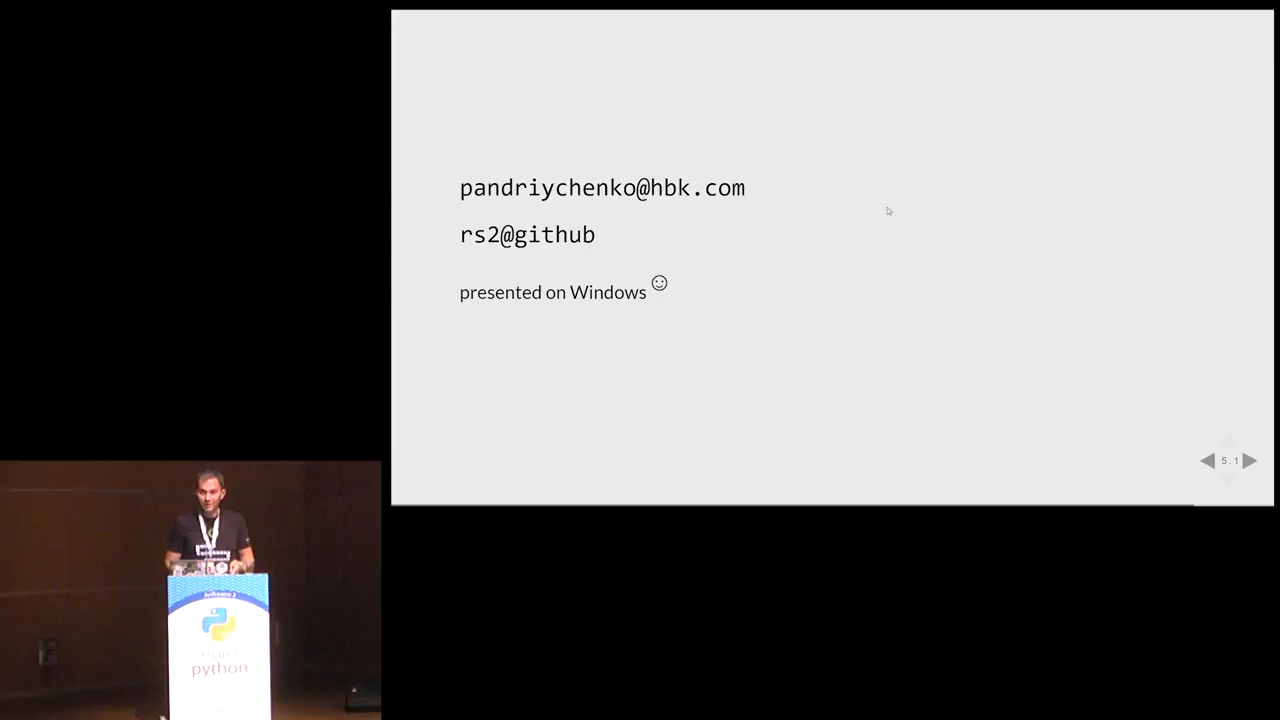 pandriychenko@hbk.com
rs2@github
presented on Windows ☺
5.1
python